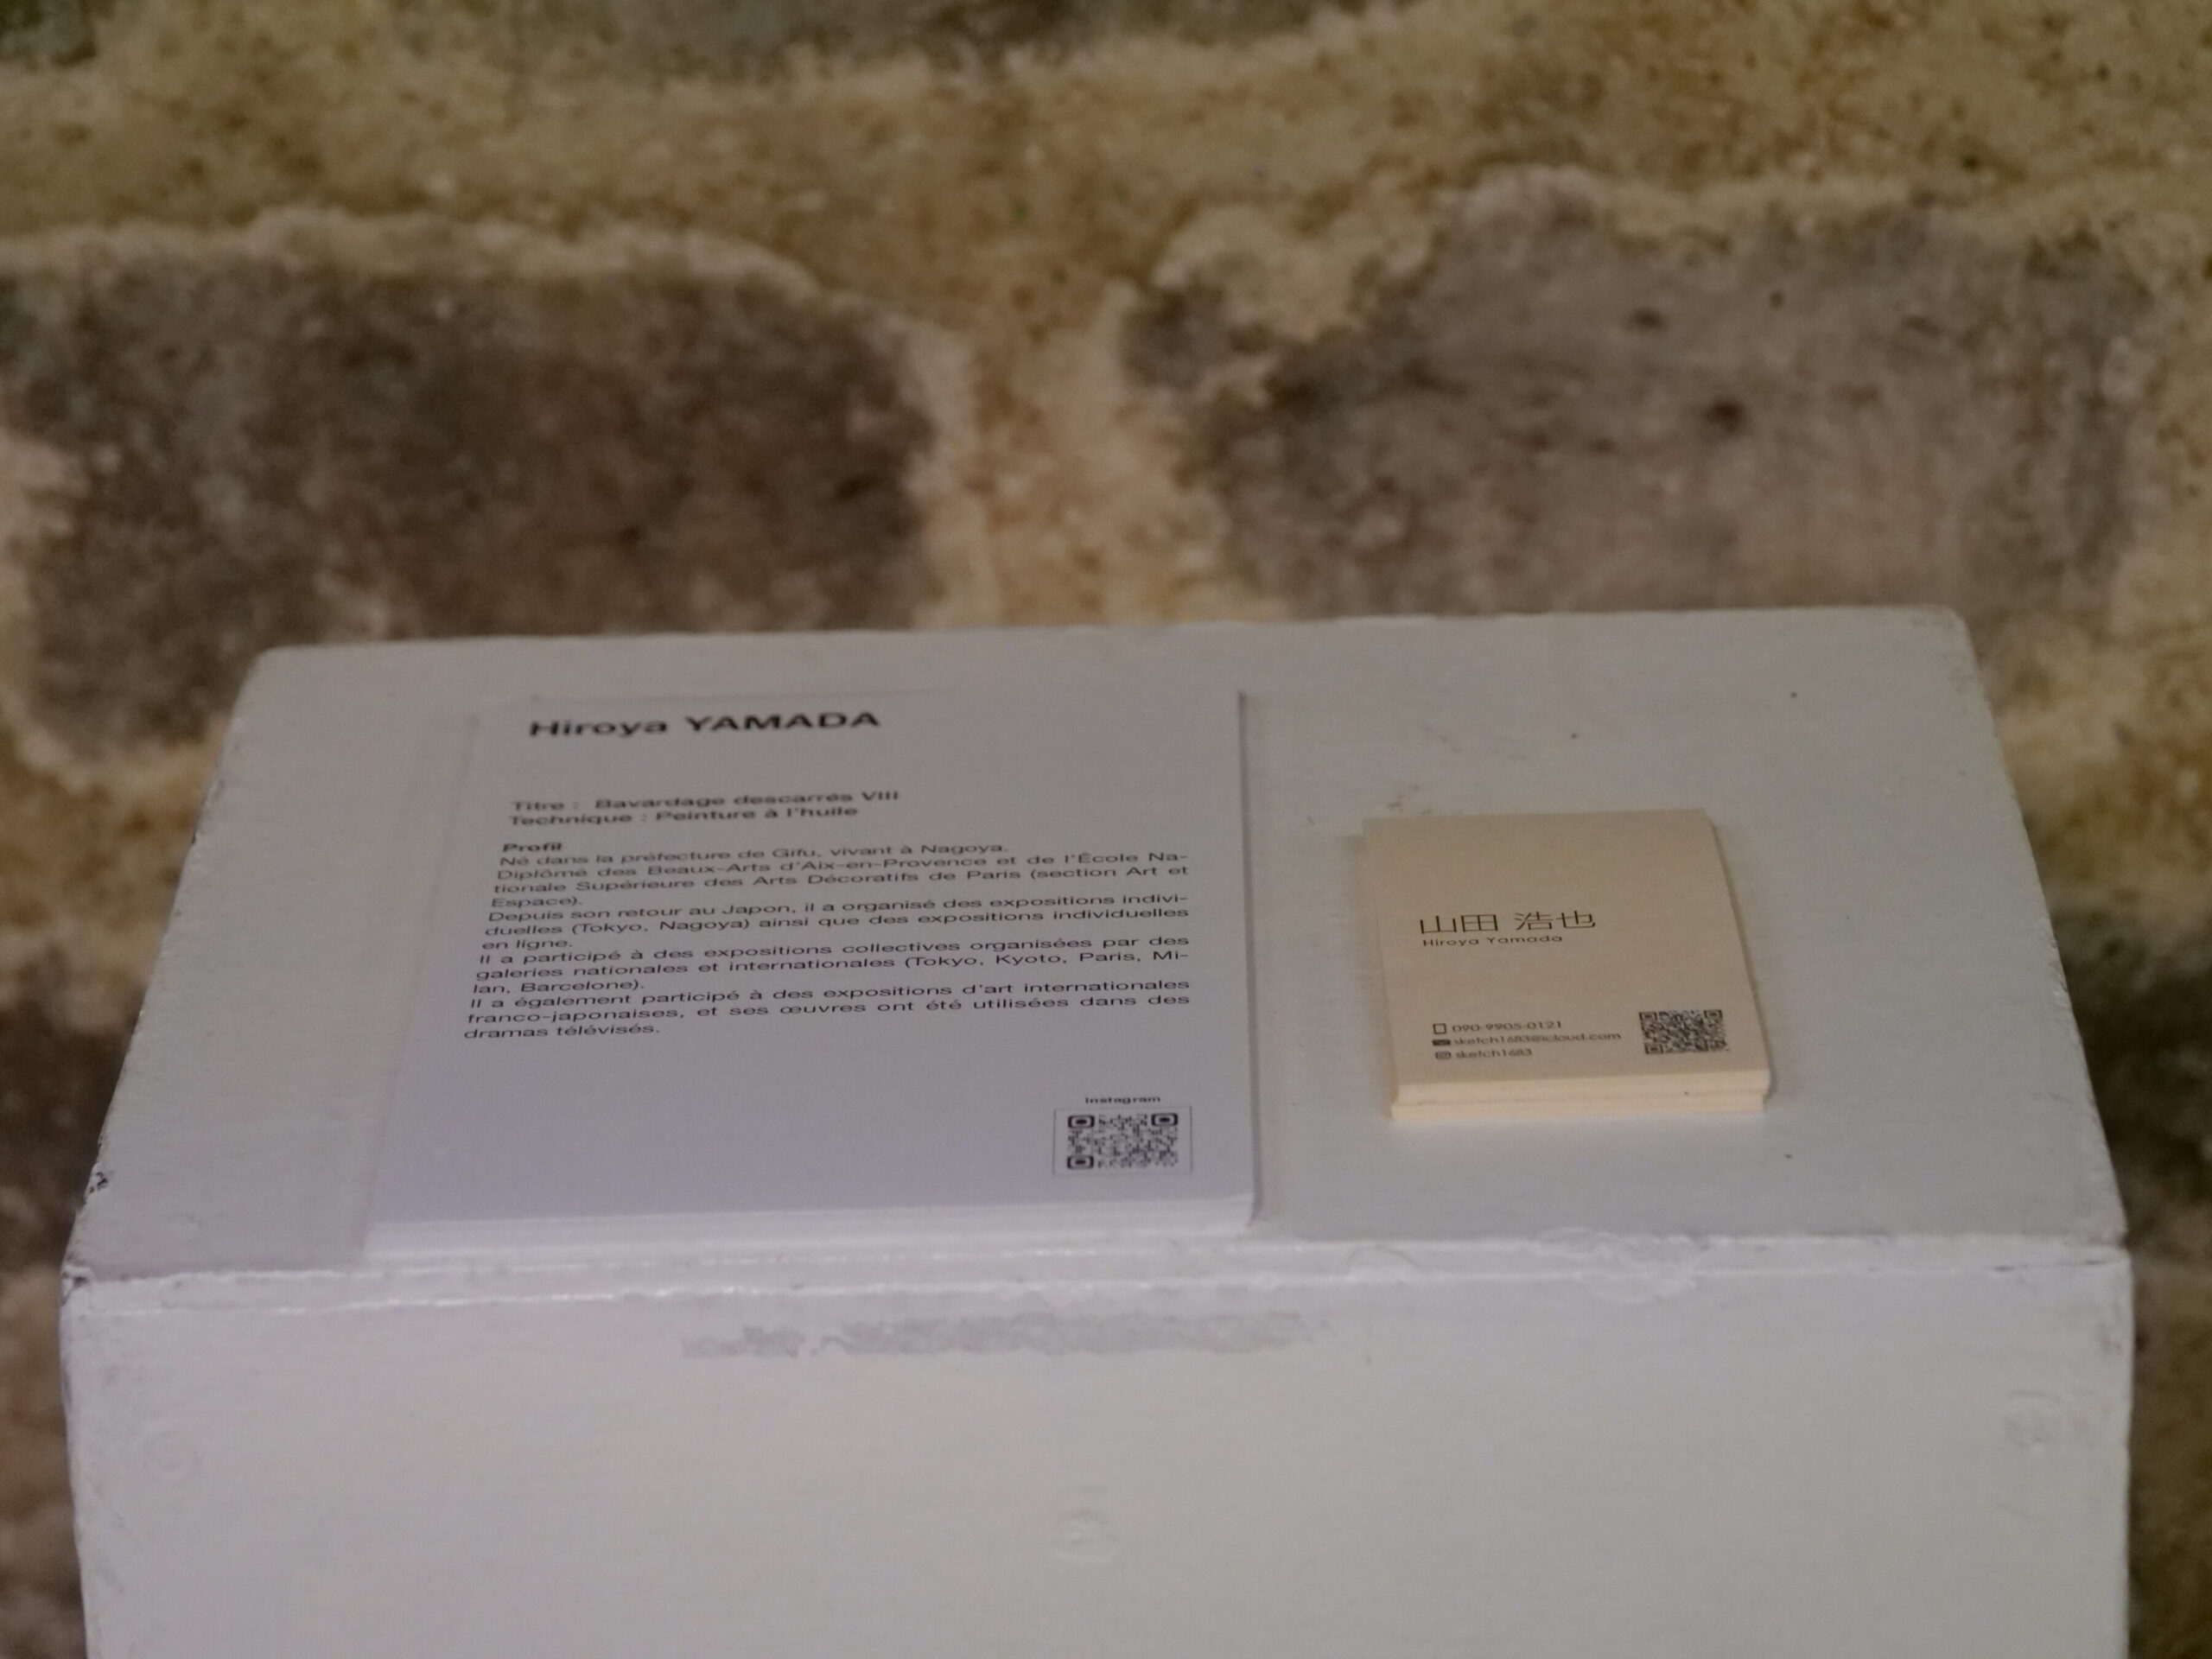 Hiroya YAMADA
Titre : Bavardage descarrés VIII
Technique : Peinture à l'huile
Profil
Né dans la préfecture de Gifu, vivant à Nagoya.
Diplômé des Beaux-Arts d'Aix-en-Provence et de l'École Na-
tionale Supérieure des Arts Décoratifs de Paris (section Art et
Espace).
Depuis son retour au Japon, il a organisé des expositions indivi-
duelles (Tokyo, Nagoya) ainsi que des expositions individuelles
en ligne.
Il a participé à des expositions collectives organisées par des
galeries nationales et internationales (Tokyo, Kyoto, Paris, Mi-
lan, Barcelone).
Il a également participé à des expositions d'art internationales
franco-japonaises, et ses œuvres ont été utilisées dans des
dramas télévisés.
Instagram
山田 浩也
Hiroya Yamada
090-9905-0121
sketch1683@icloud.com
sketch1683